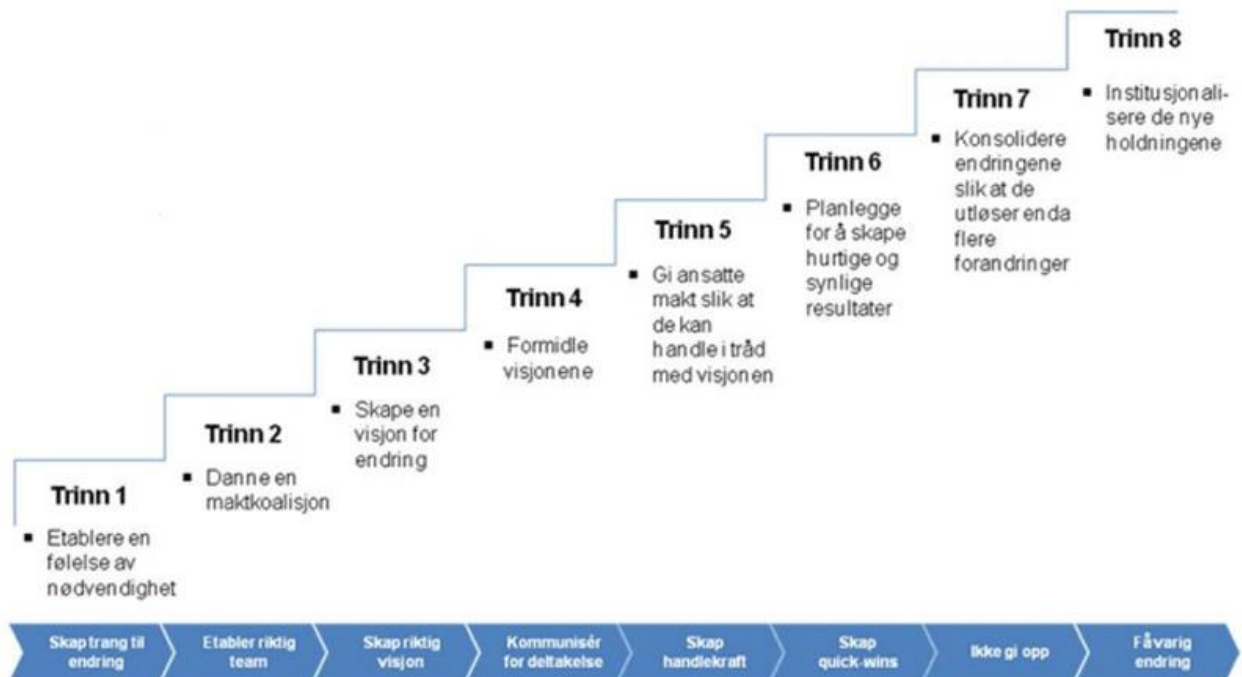 Trinn 1
■ Etablere en
følelse av
nødvendighet
Trinn 2
■ Danne en
maktkoalisjon
Trinn 3
■ Skape en
visjon for
endring
Trinn 4
■ Formidle
visjonene
Trinn 5
■ Gi ansatte
makt slik at
de kan
handle i tråd
med visjonen
Trinn 6
■ Planlegge
for å skape
hurtige og
synlige
resultater
Trinn 7
■ Konsolidere
endringene
slik at de
utløser enda
flere
forandringer
Trinn 8
■ Institusjonali-
sere de nye
holdningene
Skap trang til
endring
Etabler riktig
team
Skap riktig
visjon
Kommunisér
for deltakelse
Skap
handlekraft
Skap
quick-wins
Ikke gi opp
Få varig
endring